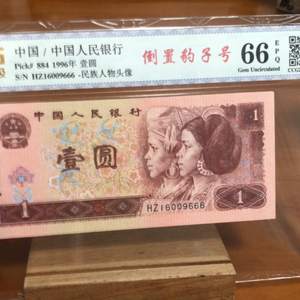 中国 / 中国人民银行
Pick# 884 1996年 壹圆
S/N HZ16009666 -民族人物头像
倒置豹子号
66
EPQ
Gem Uncirculated
中国人民银行
1
壹圆
1
HZ16009666